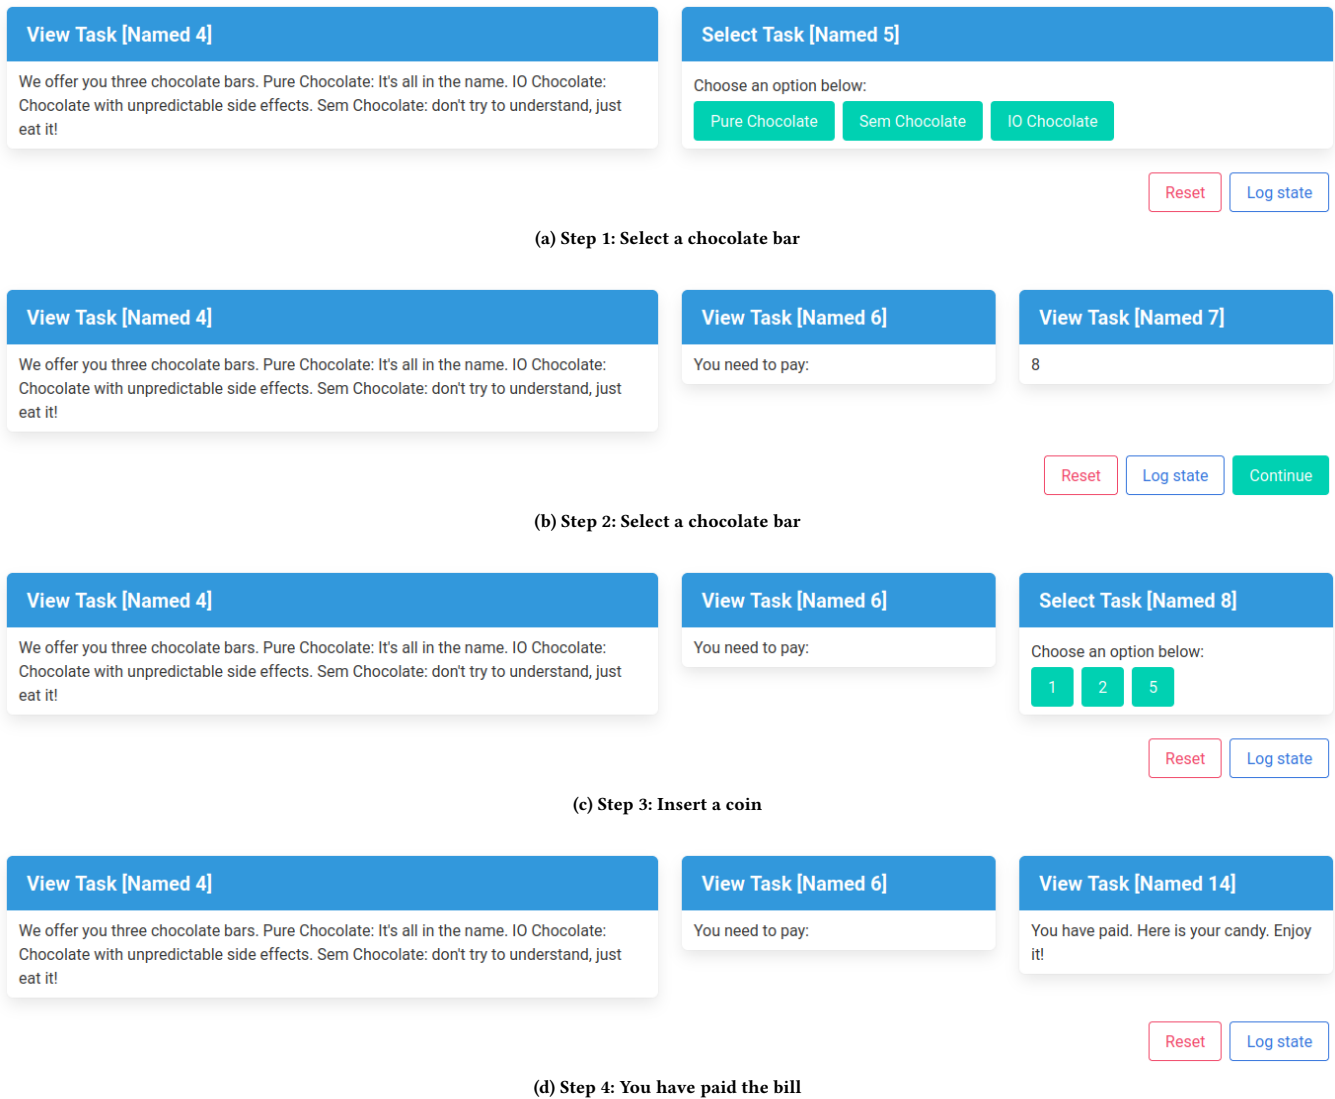 View Task [Named 4]
Select Task [Named 5]
We offer you three chocolate bars. Pure Chocolate: It's all in the name. IO Chocolate:
Chocolate with unpredictable side effects. Sem Chocolate: don't try to understand, just
eat it!
Choose an option below:
Pure Chocolate
Sem Chocolate
IO Chocolate
Reset
Log state
(a) Step 1: Select a chocolate bar
View Task [Named 4]
View Task [Named 6]
View Task [Named 7]
We offer you three chocolate bars. Pure Chocolate: It's all in the name. IO Chocolate:
Chocolate with unpredictable side effects. Sem Chocolate: don't try to understand, just
eat it!
You need to pay:
8
Reset
Log state
Continue
(b) Step 2: Select a chocolate bar
View Task [Named 4]
View Task [Named 6]
Select Task [Named 8]
We offer you three chocolate bars. Pure Chocolate: It's all in the name. IO Chocolate:
Chocolate with unpredictable side effects. Sem Chocolate: don't try to understand, just
eat it!
You need to pay:
Choose an option below:
1
2
5
Reset
Log state
(c) Step 3: Insert a coin
View Task [Named 4]
View Task [Named 6]
View Task [Named 14]
We offer you three chocolate bars. Pure Chocolate: It's all in the name. IO Chocolate:
Chocolate with unpredictable side effects. Sem Chocolate: don't try to understand, just
eat it!
You need to pay:
You have paid. Here is your candy. Enjoy
it!
Reset
Log state
(d) Step 4: You have paid the bill